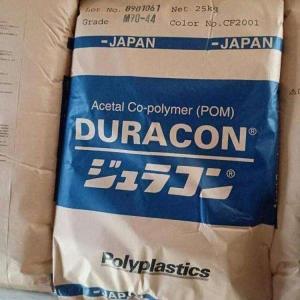 Lot No. 8901061 Net 25kg
Grade M90-44 Color No.CF2001
-JAPAN- -JAPAN-
Acetal Co-polymer (POM)
DURACON®
ジュラコン®
Polyplastics